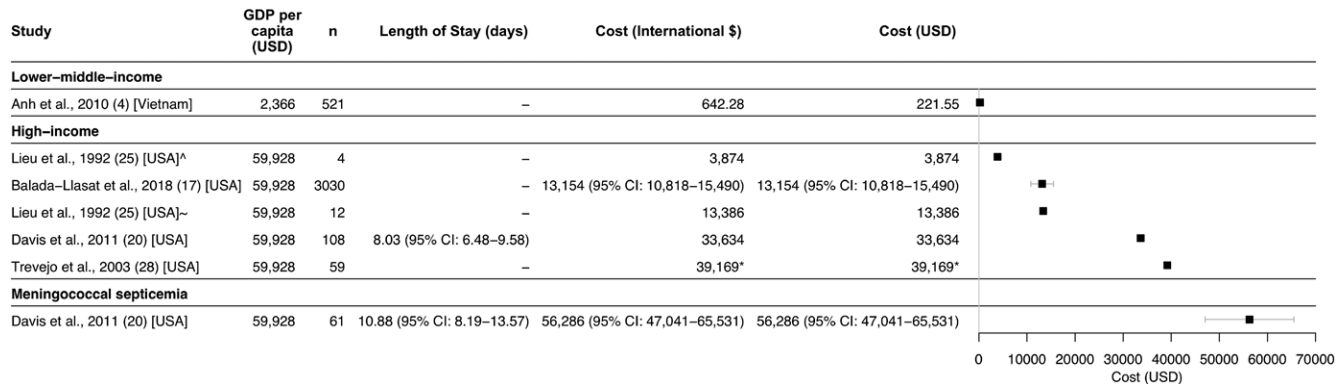 Study GDP per capita (USD) n Length of Stay (days) Cost (International $) Cost (USD)
Lower−middle−income
Anh et al., 2010 (4) [Vietnam] 2,366 521 − 642.28 221.55
High−income
Lieu et al., 1992 (25) [USA]^ 59,928 4 − 3,874 3,874
Balada−Llasat et al., 2018 (17) [USA] 59,928 3030 − 13,154 (95% CI: 10,818−15,490) 13,154 (95% CI: 10,818−15,490)
Lieu et al., 1992 (25) [USA]~ 59,928 12 − 13,386 13,386
Davis et al., 2011 (20) [USA] 59,928 108 8.03 (95% CI: 6.48−9.58) 33,634 33,634
Trevejo et al., 2003 (28) [USA] 59,928 59 − 39,169* 39,169*
Meningococcal septicemia
Davis et al., 2011 (20) [USA] 59,928 61 10.88 (95% CI: 8.19−13.57) 56,286 (95% CI: 47,041−65,531) 56,286 (95% CI: 47,041−65,531)
0 10000 20000 30000 40000 50000 60000 70000
Cost (USD)